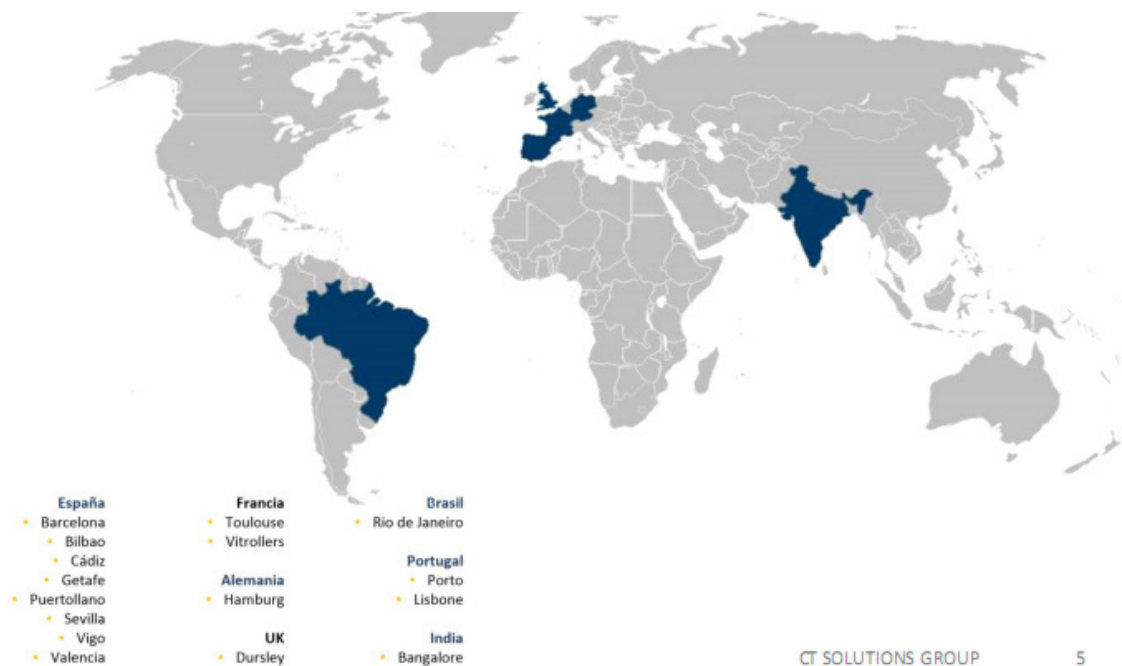 España
Barcelona
Bilbao
Cádiz
Getafe
Puertollano
Sevilla
Vigo
Valencia
Francia
Toulouse
Vitrollers
Alemania
Hamburg
UK
Dursley
Brasil
Rio de Janeiro
Portugal
Porto
Lisbone
India
Bangalore
CT SOLUTIONS GROUP 5